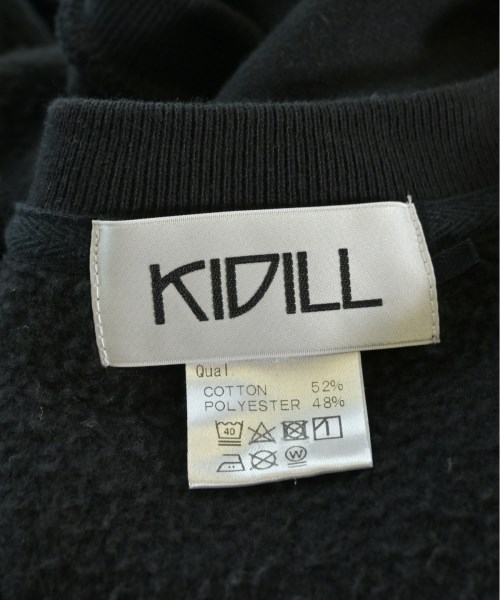 KIDILL
Qual.
COTTON 52%
POLYESTER 48%
40
W